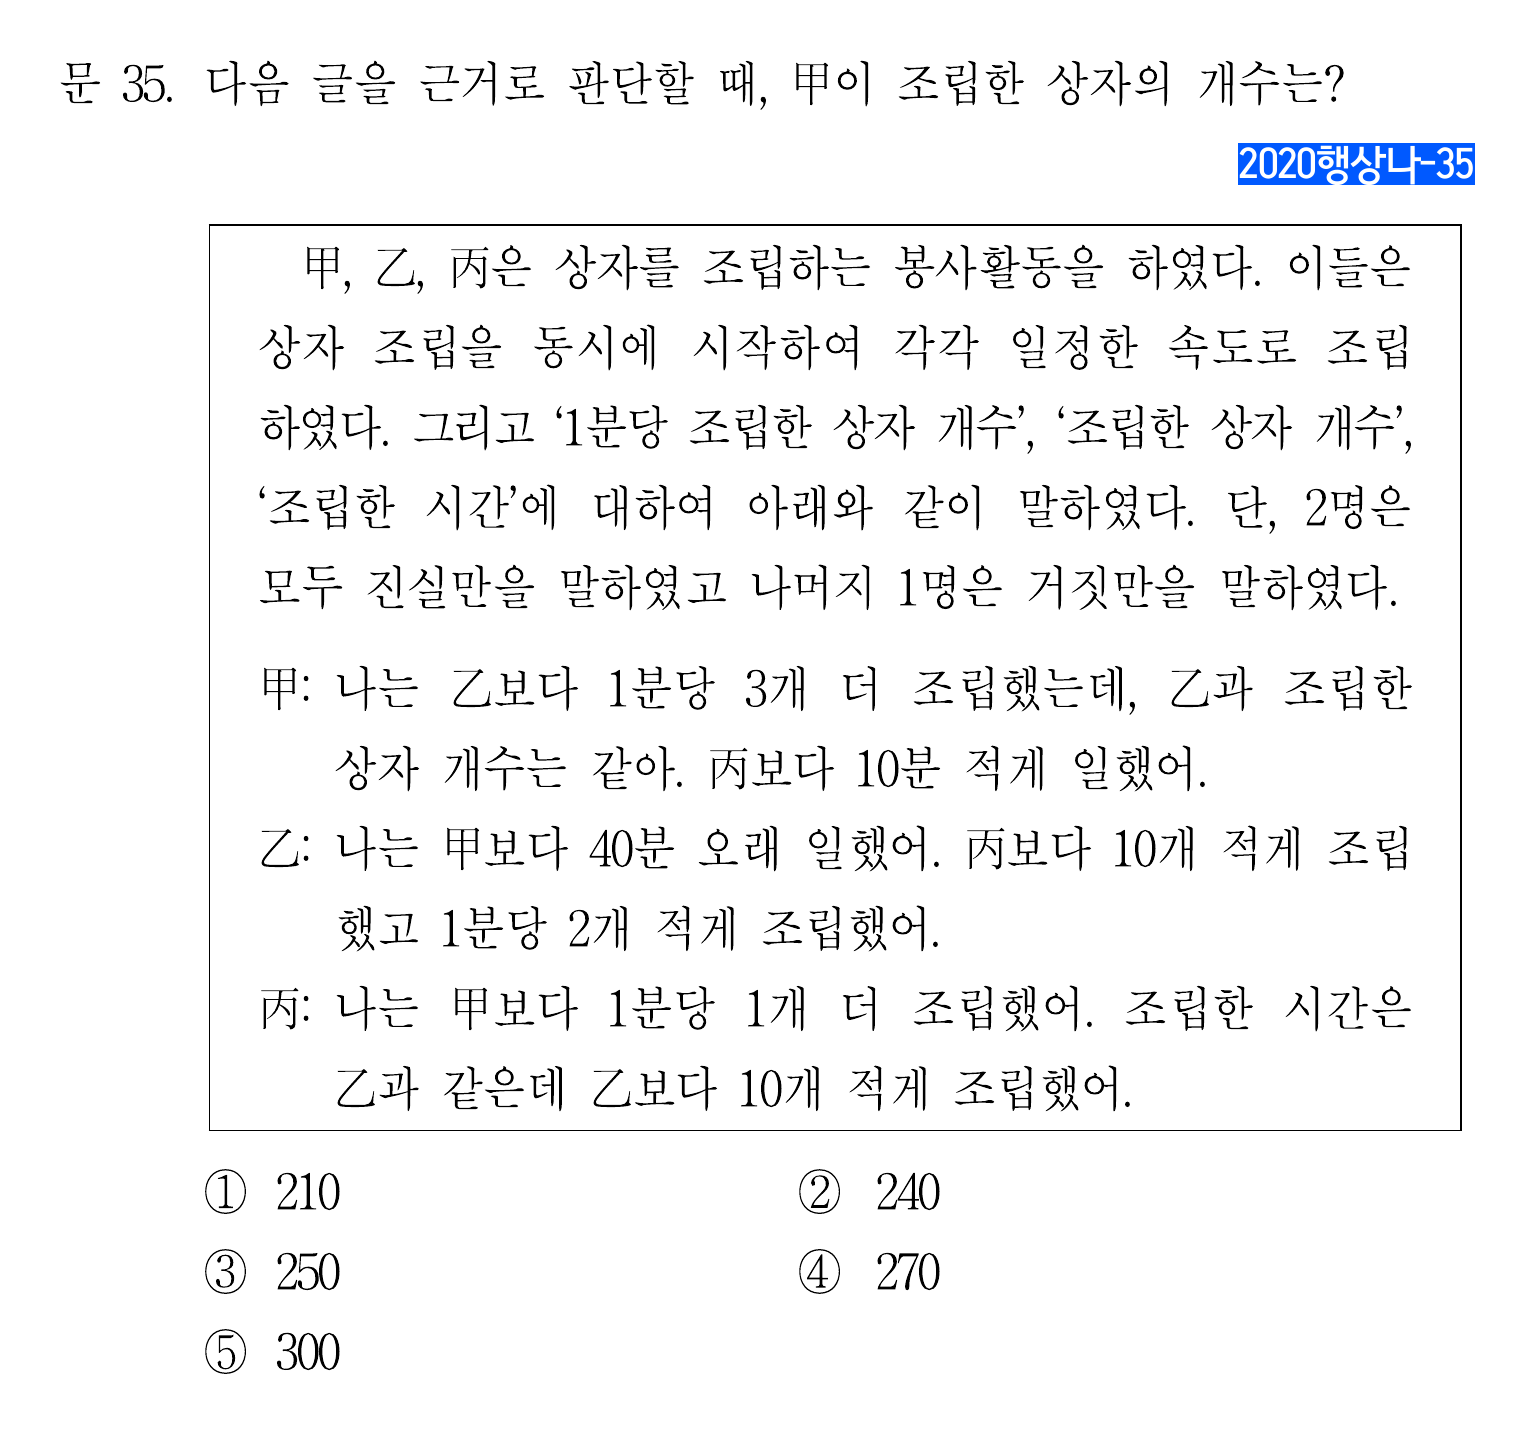 문 35. 다음 글을 근거로 판단할 때, 甲이 조립한 상자의 개수는?
2020행상나-35
甲, 乙, 丙은 상자를 조립하는 봉사활동을 하였다. 이들은
상자 조립을 동시에 시작하여 각각 일정한 속도로 조립
하였다. 그리고 ‘1분당 조립한 상자 개수’, ‘조립한 상자 개수’,
‘조립한 시간’에 대하여 아래와 같이 말하였다. 단, 2명은
모두 진실만을 말하였고 나머지 1명은 거짓만을 말하였다.
甲: 나는 乙보다 1분당 3개 더 조립했는데, 乙과 조립한
상자 개수는 같아. 丙보다 10분 적게 일했어.
乙: 나는 甲보다 40분 오래 일했어. 丙보다 10개 적게 조립
했고 1분당 2개 적게 조립했어.
丙: 나는 甲보다 1분당 1개 더 조립했어. 조립한 시간은
乙과 같은데 乙보다 10개 적게 조립했어.
① 210 ② 240
③ 250 ④ 270
⑤ 300